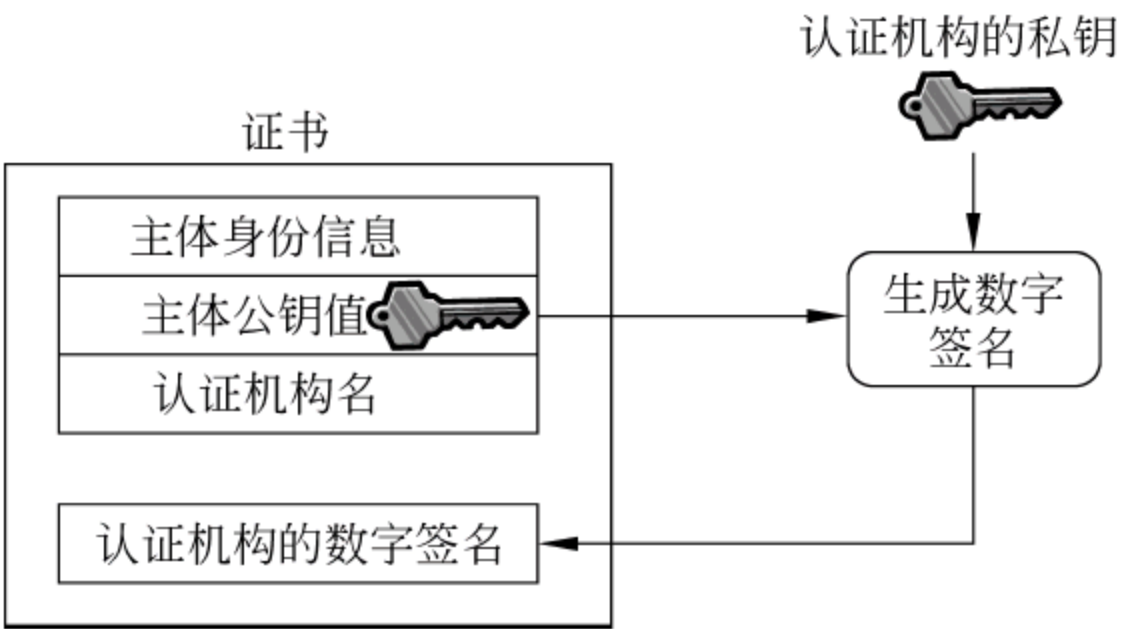 认证机构的私钥
证书
主体身份信息
主体公钥值
认证机构名
生成数字
签名
认证机构的数字签名